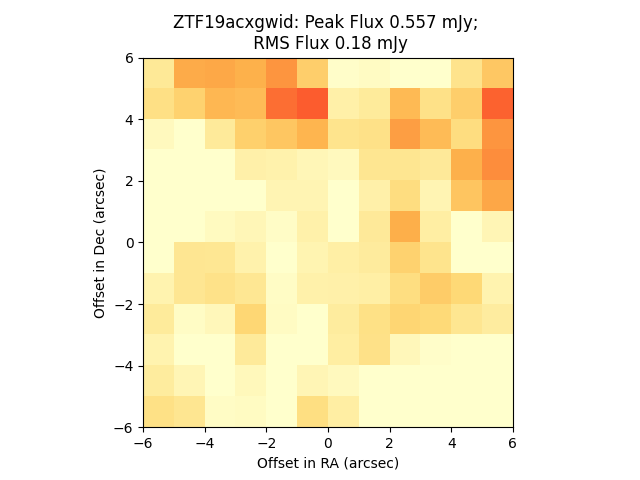 ZTF19acxgwid: Peak Flux 0.557 mJy;
RMS Flux 0.18 mJy
6
4
2
0
−2
−4
−6
Offset in Dec (arcsec)
−6 −4 −2 0 2 4 6
Offset in RA (arcsec)